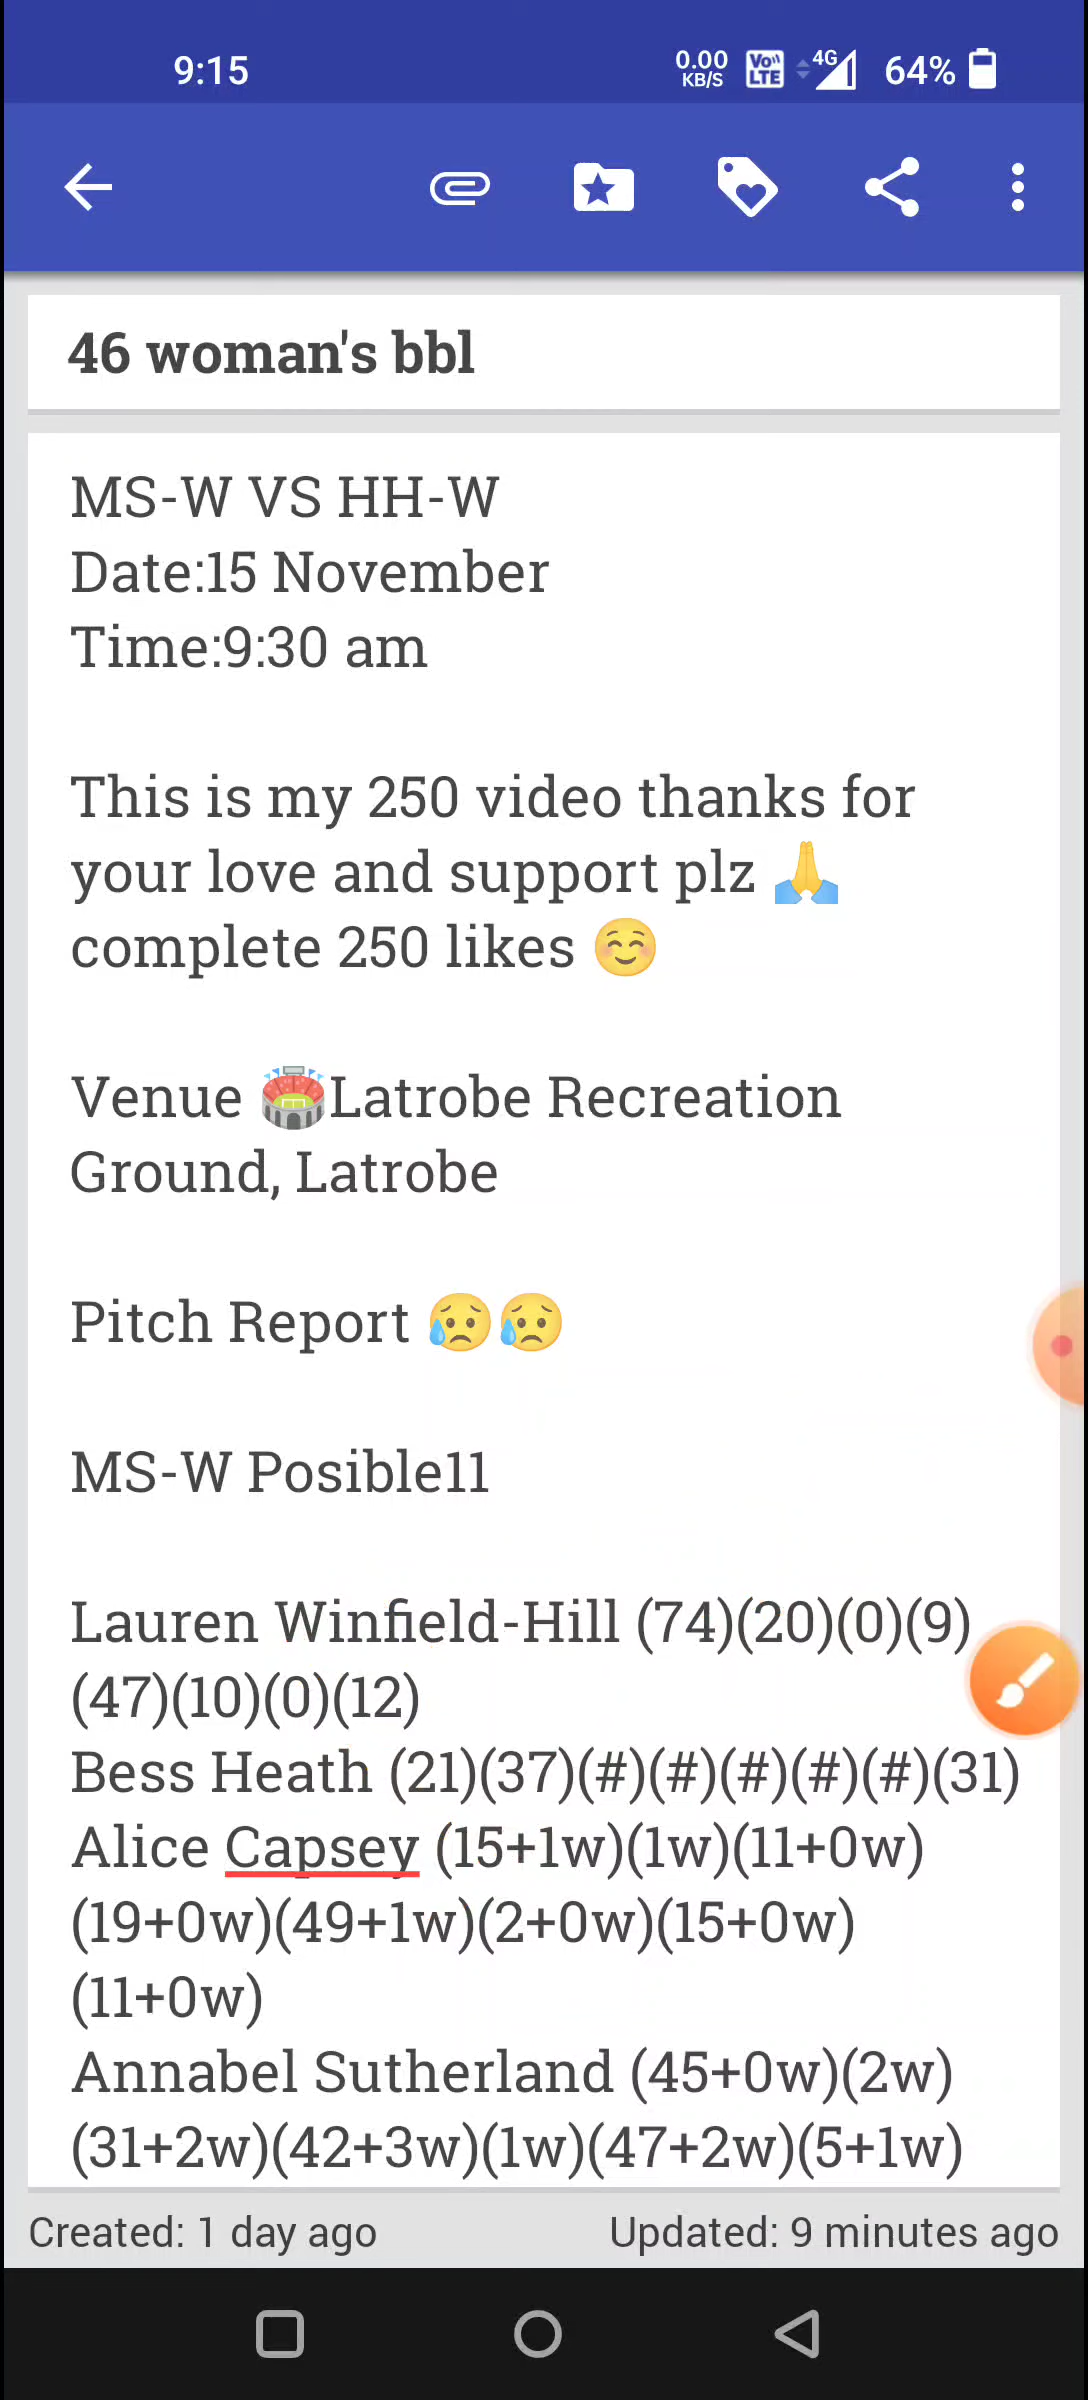 9:15
0.00 KB/S VoLTE 4G 64%
46 woman's bbl
MS-W VS HH-W
Date:15 November
Time:9:30 am
This is my 250 video thanks for
your love and support plz 🙏
complete 250 likes ☺️
Venue 🏟️Latrobe Recreation
Ground, Latrobe
Pitch Report 😥😥
MS-W Posible11
Lauren Winfield-Hill (74)(20)(0)(9)
(47)(10)(0)(12)
Bess Heath (21)(37)(#)(#)(#)(#)(#)(31)
Alice Capsey (15+1w)(1w)(11+0w)
(19+0w)(49+1w)(2+0w)(15+0w)
(11+0w)
Annabel Sutherland (45+0w)(2w)
(31+2w)(42+3w)(1w)(47+2w)(5+1w)
Created: 1 day ago Updated: 9 minutes ago